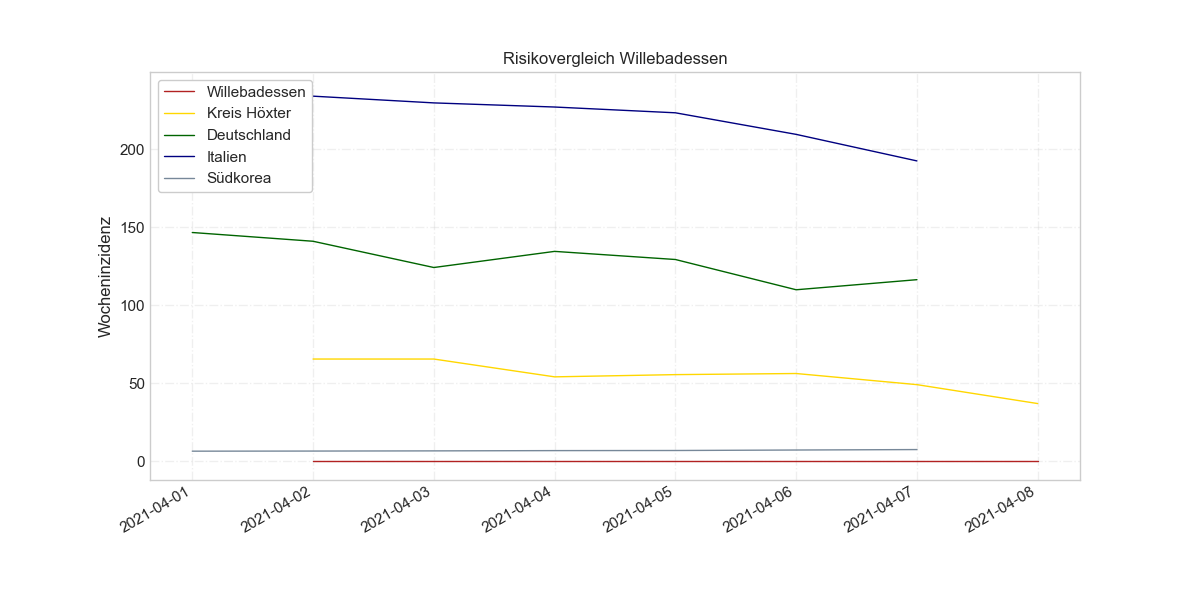 Risikovergleich Willebadessen
Willebadessen
Kreis Höxter
Deutschland
Italien
Südkorea
Wocheninzidenz
200
150
100
50
0
2021-04-01
2021-04-02
2021-04-03
2021-04-04
2021-04-05
2021-04-06
2021-04-07
2021-04-08